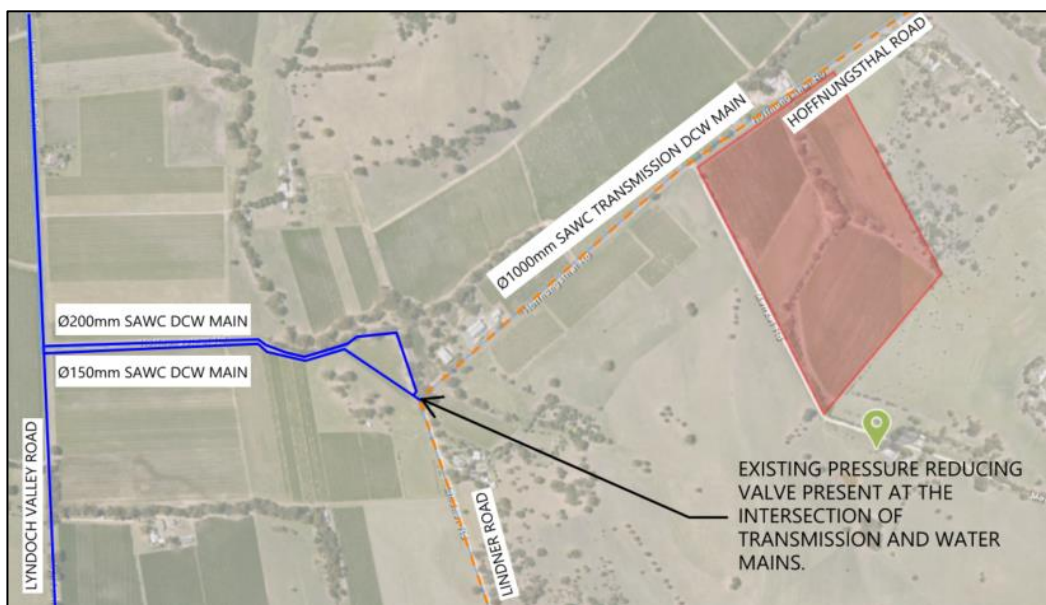 HOFFNUNGSTHAL ROAD
Ø1000mm SAWC TRANSMISSION DCW MAIN
Ø200mm SAWC DCW MAIN
Ø150mm SAWC DCW MAIN
LYNDOCH VALLEY ROAD
LINDNER ROAD
EXISTING PRESSURE REDUCING
VALVE PRESENT AT THE
INTERSECTION OF
TRANSMISSION AND WATER
MAINS.